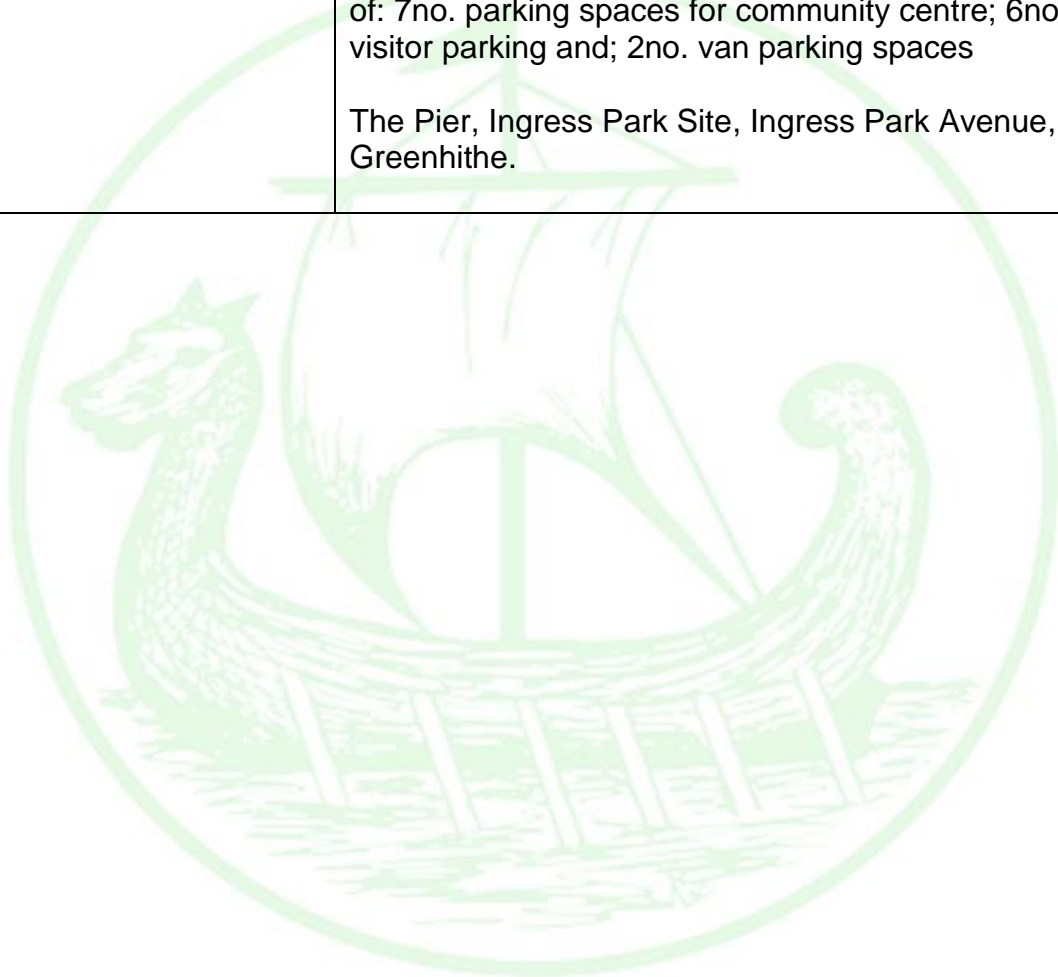 of: 7no. parking spaces for community centre; 6no
visitor parking and; 2no. van parking spaces
The Pier, Ingress Park Site, Ingress Park Avenue,
Greenhithe.